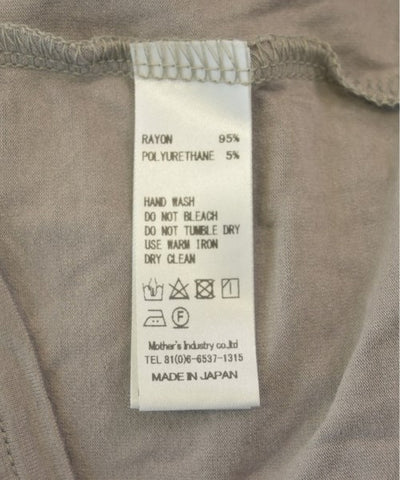 RAYON 95%
POLYURETHANE 5%
HAND WASH
DO NOT BLEACH
DO NOT TUMBLE DRY
USE WARM IRON
DRY CLEAN
F
Mother's Industry co.,ltd
TEL 81(0)6-6537-1315
MADE IN JAPAN